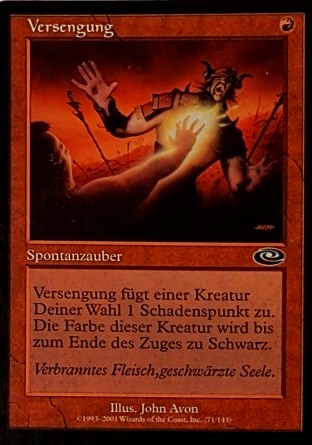 Versengung
Spontanzauber
Versengung fügt einer Kreatur
Deiner Wahl 1 Schadenspunkt zu.
Die Farbe dieser Kreatur wird bis
zum Ende des Zuges zu Schwarz.
Verbranntes Fleisch,geschwärzte Seele.
Illus. John Avon
©1993-2001 Wizards of the Coast, Inc. (71/143)